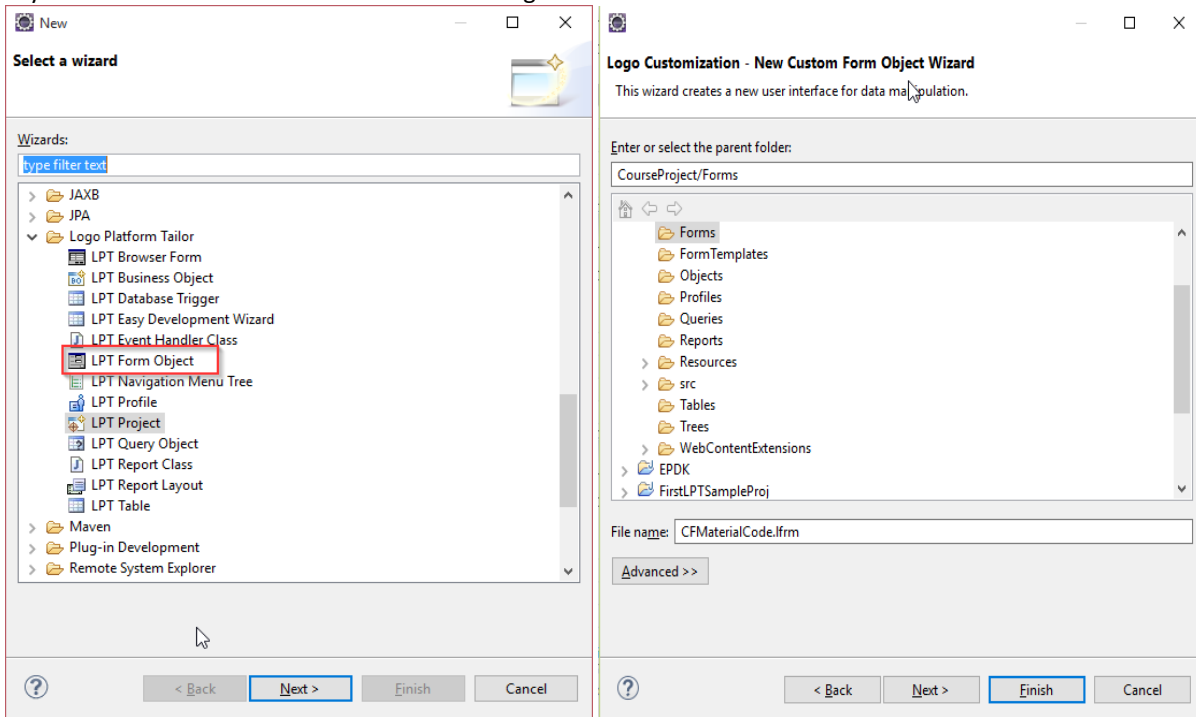 New
Select a wizard
Wizards:
type filter text
JAXB
JPA
Logo Platform Tailor
LPT Browser Form
LPT Business Object
LPT Database Trigger
LPT Easy Development Wizard
LPT Event Handler Class
LPT Form Object
LPT Navigation Menu Tree
LPT Profile
LPT Project
LPT Query Object
LPT Report Class
LPT Report Layout
LPT Table
Maven
Plug-in Development
Remote System Explorer
< Back
Next >
Finish
Cancel
Logo Customization - New Custom Form Object Wizard
This wizard creates a new user interface for data manipulation.
Enter or select the parent folder:
CourseProject/Forms
Forms
FormTemplates
Objects
Profiles
Queries
Reports
Resources
src
Tables
Trees
WebContentExtensions
EPDK
FirstLPTSampleProj
File name: CFMaterialCode.lfrm
Advanced >>
< Back
Next >
Finish
Cancel